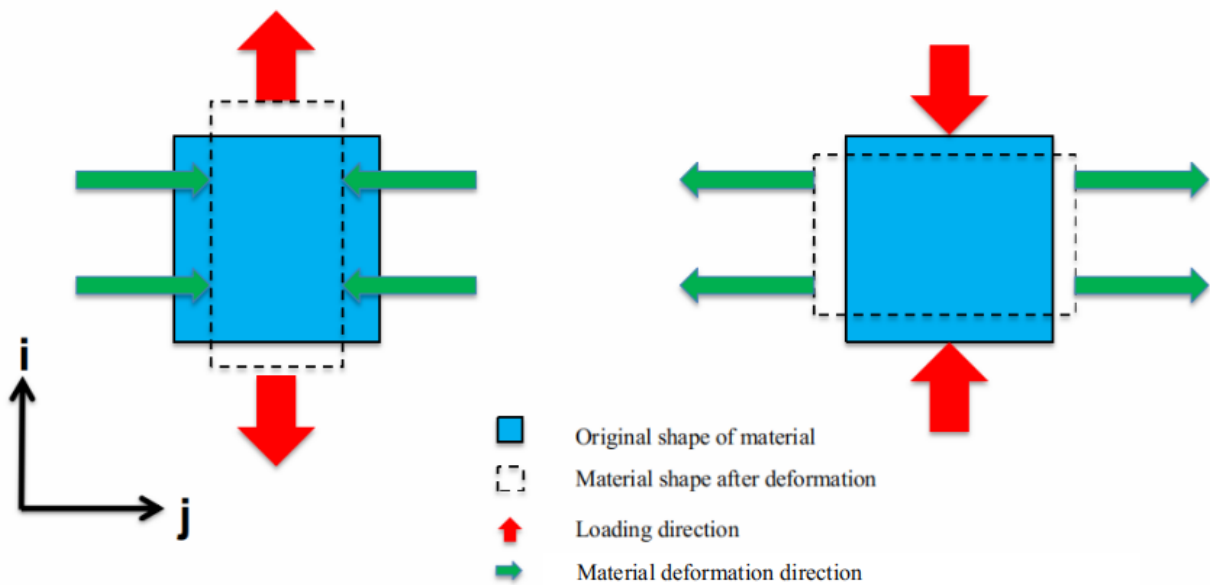 i
j
Original shape of material
Material shape after deformation
Loading direction
Material deformation direction